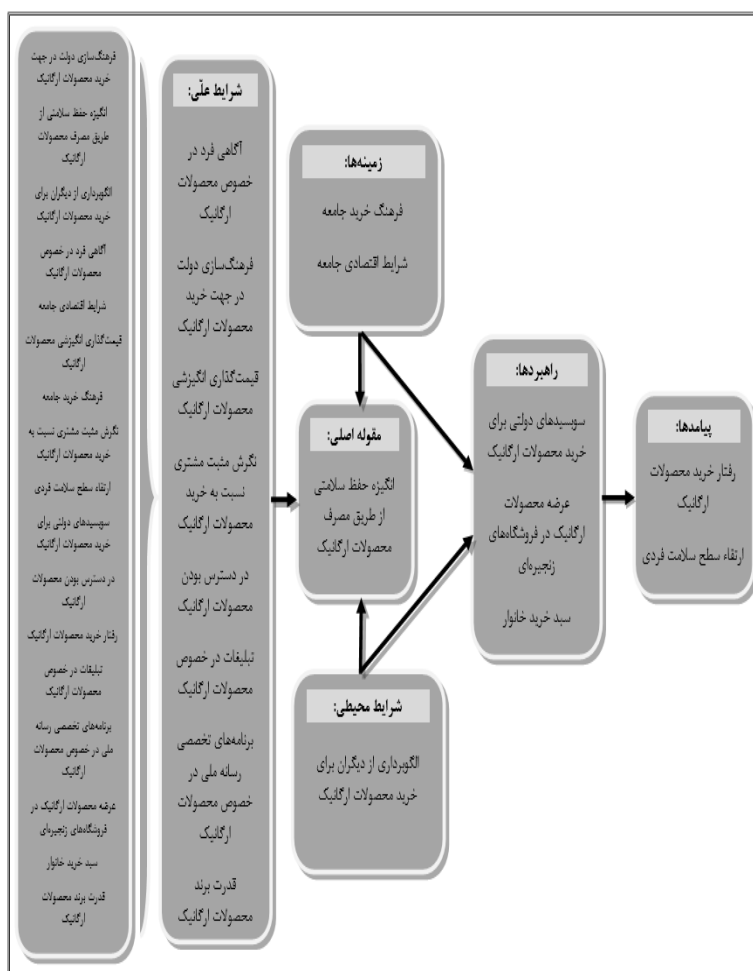 فرهنگ‌سازی دولت در جهت
خرید محصولات ارگانیک
انگیزه حفظ سلامتی از
طریق مصرف محصولات
ارگانیک
الگوبرداری از دیگران برای
خرید محصولات ارگانیک
آگاهی فرد در خصوص
محصولات ارگانیک
شرایط اقتصادی جامعه
قیمت‌گذاری انگیزشی محصولات
ارگانیک
فرهنگ خرید جامعه
نگرش مثبت مشتری نسبت به
خرید محصولات ارگانیک
ارتقاء سطح سلامت فردی
سوبسیدهای دولتی برای
خرید محصولات ارگانیک
در دسترس بودن محصولات
ارگانیک
رفتار خرید محصولات ارگانیک
تبلیغات در خصوص
محصولات ارگانیک
برنامه‌های تخصصی رسانه
ملی در خصوص محصولات
ارگانیک
عرضه محصولات ارگانیک در
فروشگاه‌های زنجیره‌ای
سبد خرید خانوار
قدرت برند محصولات
ارگانیک
شرایط علّی:
آگاهی فرد در
خصوص محصولات
ارگانیک
فرهنگ‌سازی دولت
در جهت خرید
محصولات ارگانیک
قیمت‌گذاری انگیزشی
محصولات ارگانیک
نگرش مثبت مشتری
نسبت به خرید
محصولات ارگانیک
در دسترس بودن
محصولات ارگانیک
تبلیغات در خصوص
محصولات ارگانیک
برنامه‌های تخصصی
رسانه ملی در
خصوص محصولات
ارگانیک
قدرت برند
محصولات ارگانیک
زمینه‌ها:
فرهنگ خرید جامعه
شرایط اقتصادی جامعه
مقوله اصلی:
انگیزه حفظ سلامتی
از طریق مصرف
محصولات ارگانیک
شرایط محیطی:
الگوبرداری از دیگران برای
خرید محصولات ارگانیک
راهبردها:
سوبسیدهای دولتی برای
خرید محصولات ارگانیک
عرضه محصولات
ارگانیک در فروشگاه‌های
زنجیره‌ای
سبد خرید خانوار
پیامدها:
رفتار خرید محصولات
ارگانیک
ارتقاء سطح سلامت فردی